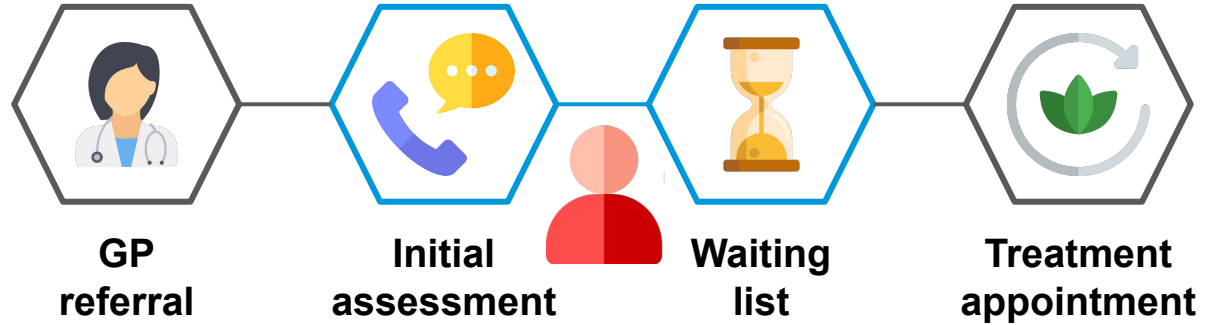 GP
referral
Initial
assessment
Waiting
list
Treatment
appointment